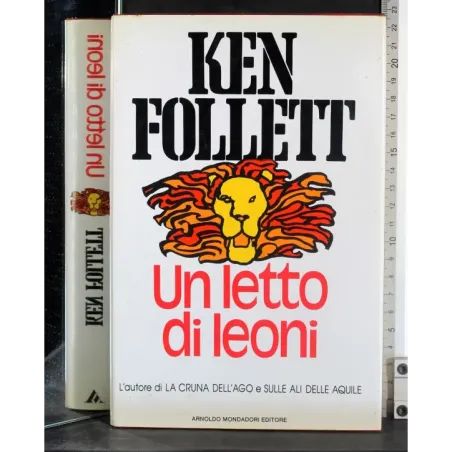 KEN
FOLLETT
Un letto
di leoni
L'autore di LA CRUNA DELL'AGO e SULLE ALI DELLE AQUILE
ARNOLDO MONDADORI EDITORE
Un letto di leoni
KEN FOLLETT